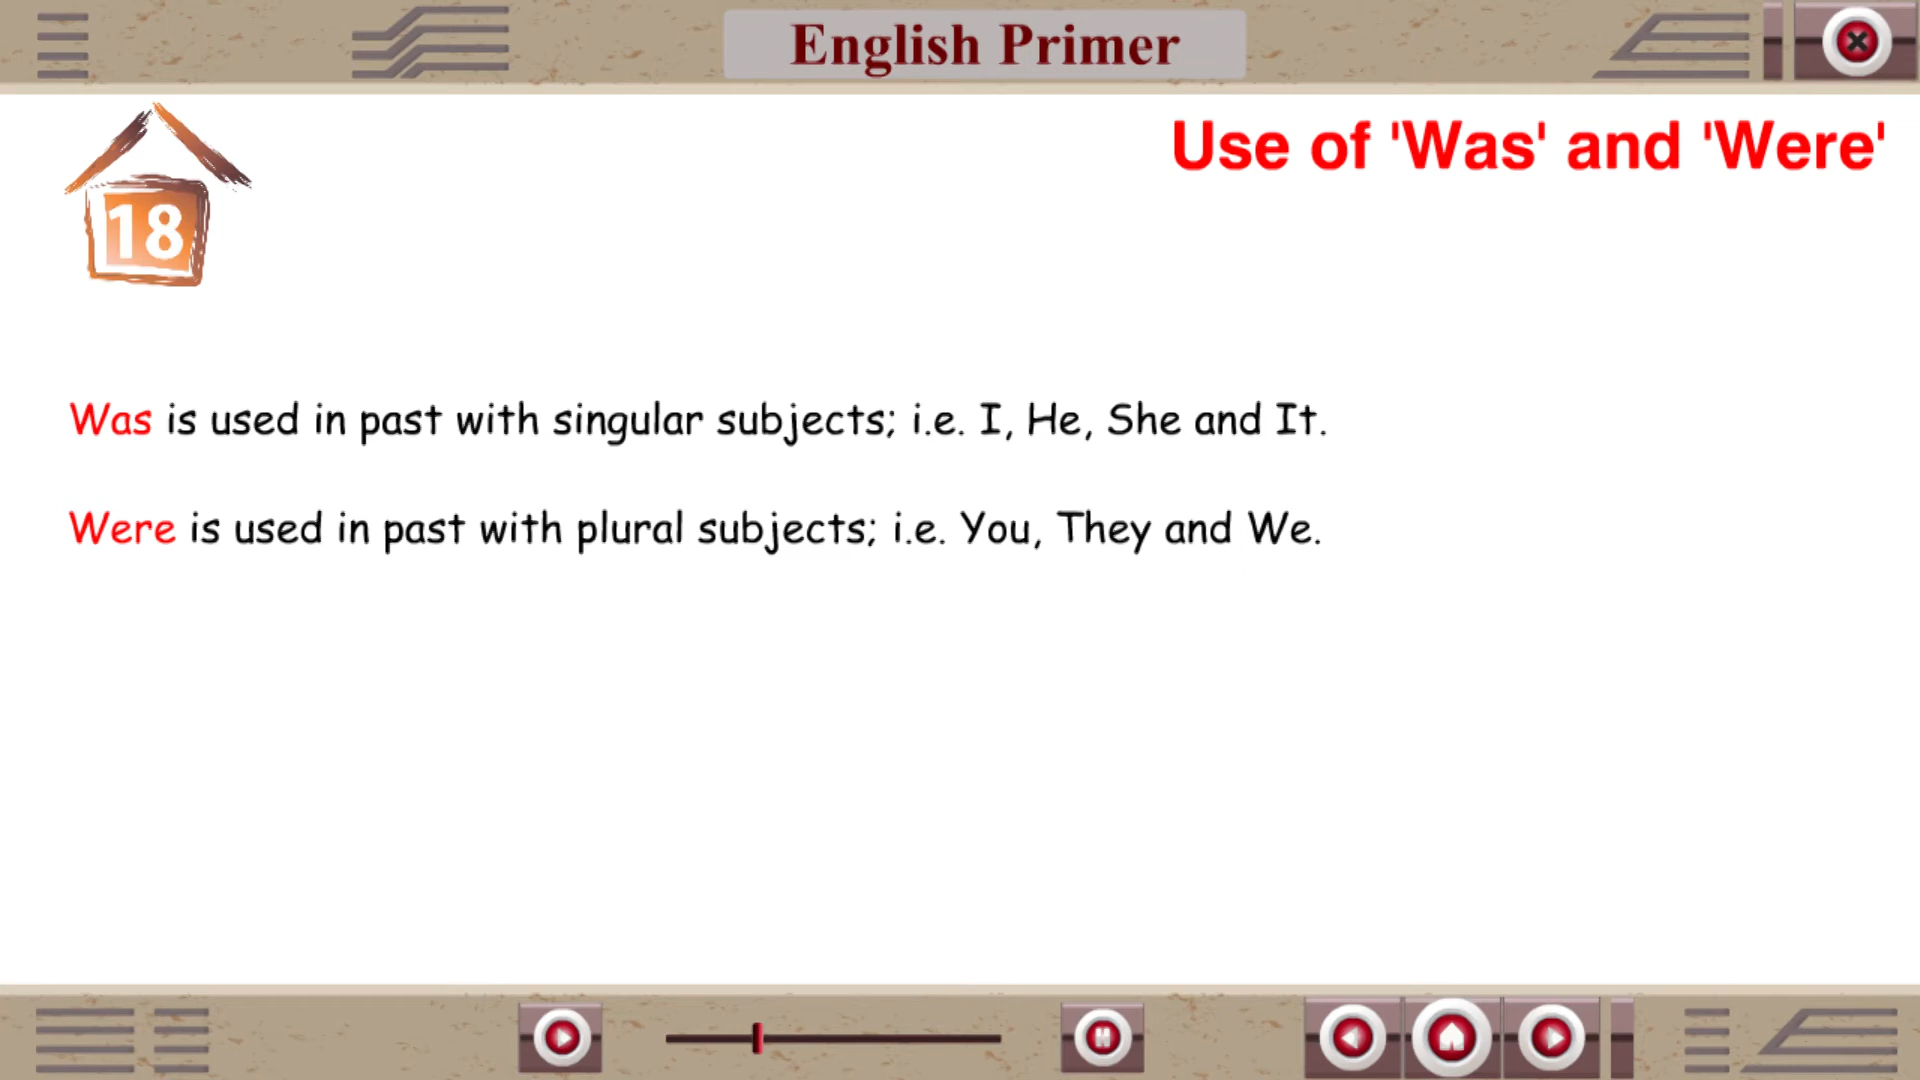 English Primer
18
Use of 'Was' and 'Were'
Was is used in past with singular subjects; i.e. I, He, She and It.
Were is used in past with plural subjects; i.e. You, They and We.